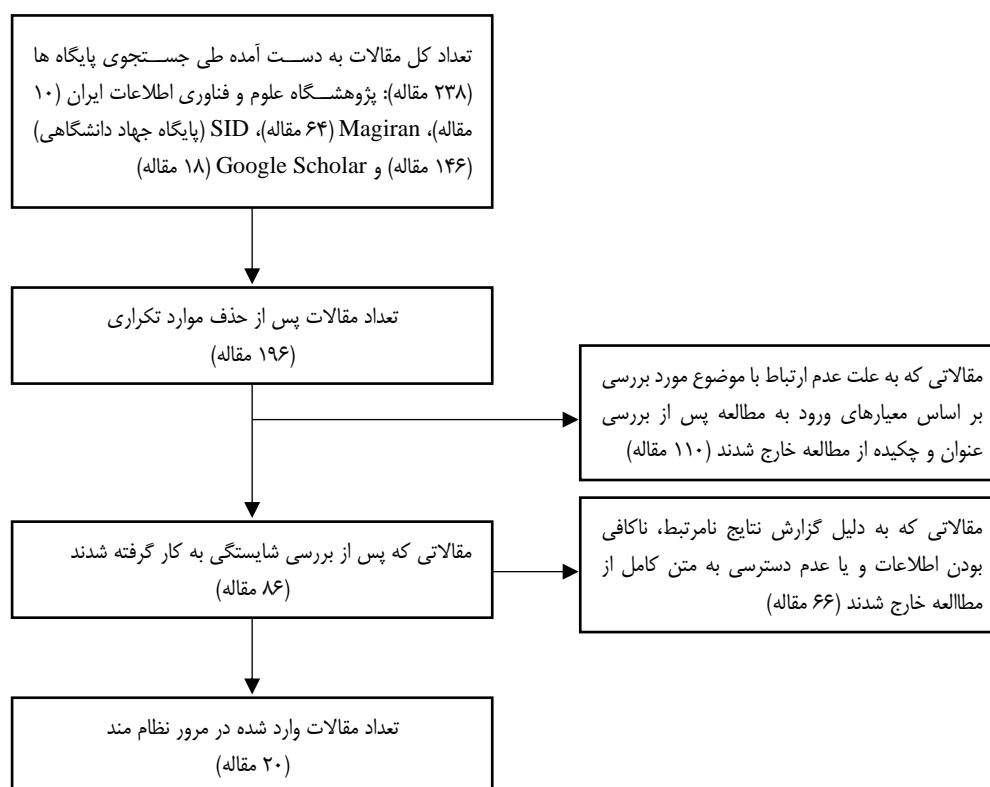 تعداد کل مقالات به دست آمده طی جستجوی پایگاه ها
(۲۳۸ مقاله): پژوهشگاه علوم و فناوری اطلاعات ایران (۱۰
مقاله)، Magiran (۶۴ مقاله)، SID (پایگاه جهاد دانشگاهی)
(۱۴۶ مقاله) و Google Scholar (۱۸ مقاله)
تعداد مقالات پس از حذف موارد تکراری
(۱۹۶ مقاله)
مقالاتی که به علت عدم ارتباط با موضوع مورد بررسی
بر اساس معیارهای ورود به مطالعه پس از بررسی
عنوان و چکیده از مطالعه خارج شدند (۱۱۰ مقاله)
مقالاتی که پس از بررسی شایستگی به کار گرفته شدند
(۸۶ مقاله)
مقالاتی که به دلیل گزارش نتایج نامرتبط، ناکافی
بودن اطلاعات و یا عدم دسترسی به متن کامل از
مطاالعه خارج شدند (۶۶ مقاله)
تعداد مقالات وارد شده در مرور نظام مند
(۲۰ مقاله)